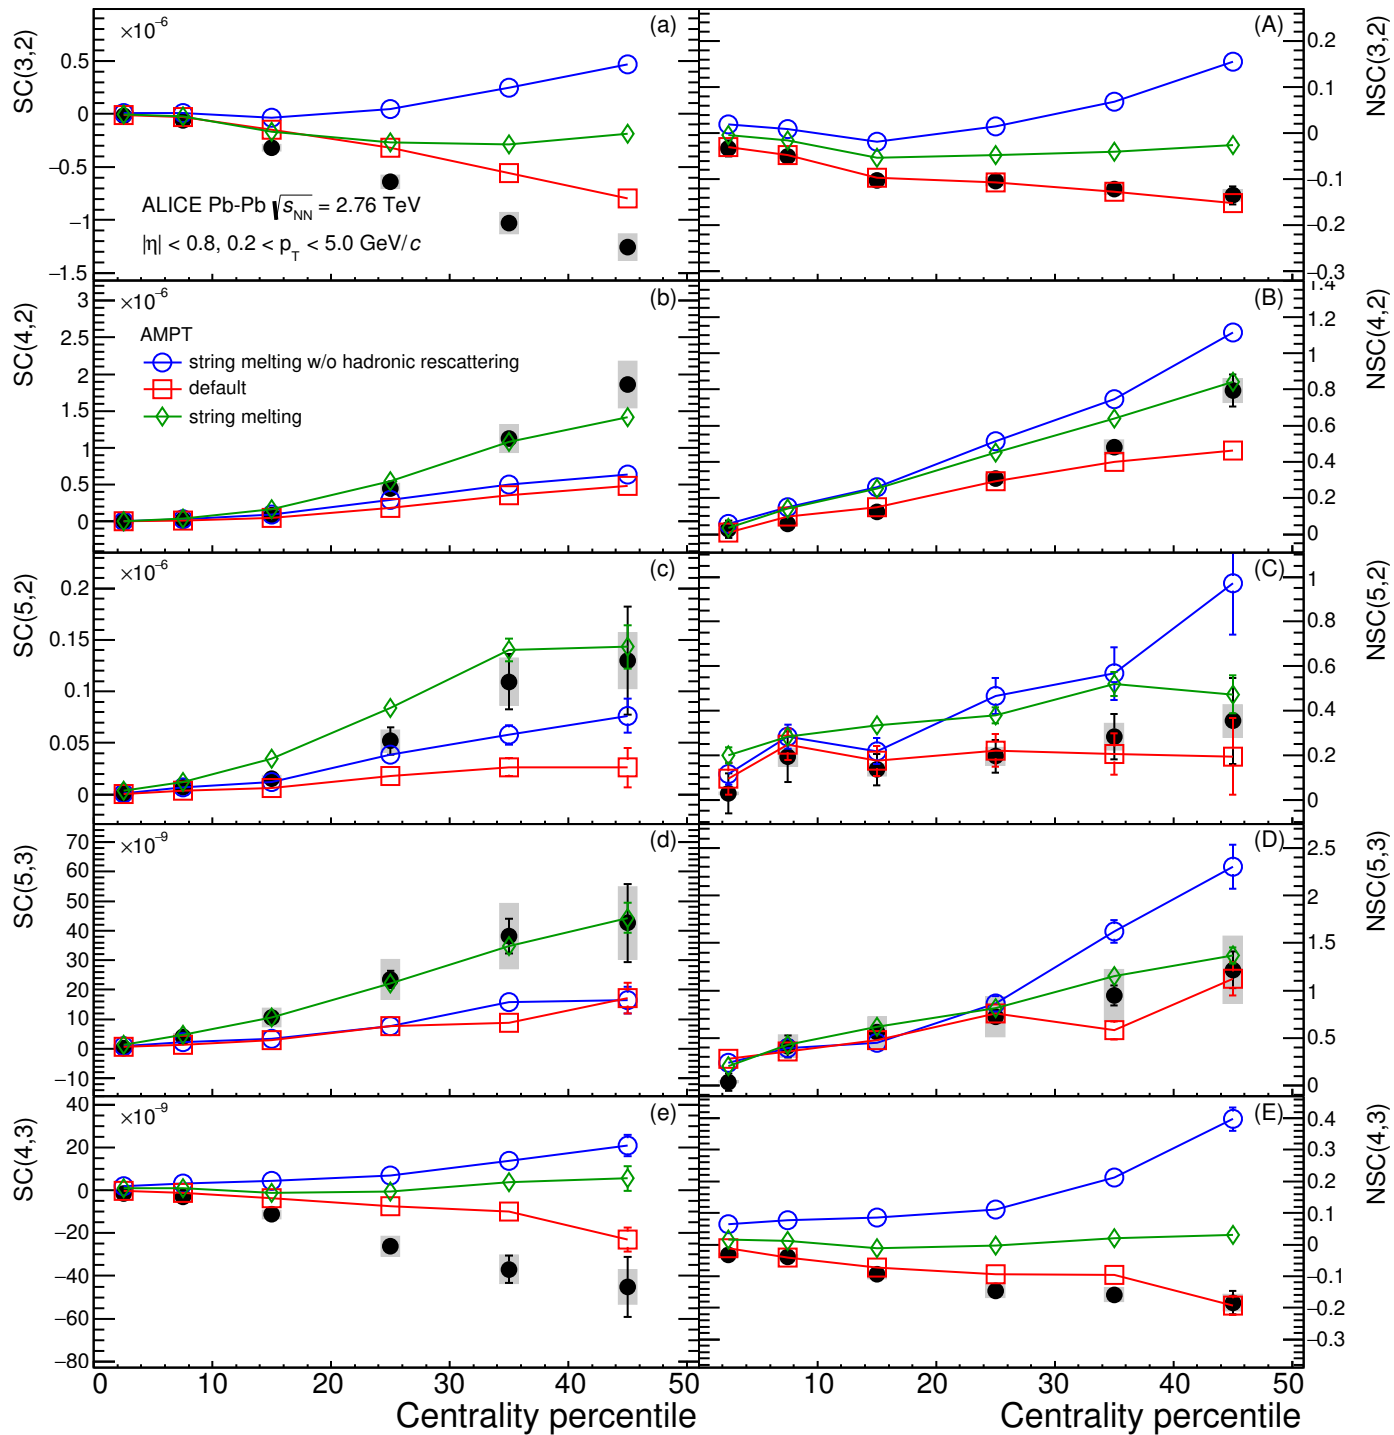 SC(3,2)
×10⁻⁶
(a)
0.5
0
−0.5
−1
−1.5
ALICE Pb-Pb √s_NN = 2.76 TeV
|η| < 0.8, 0.2 < p_T < 5.0 GeV/c
(A)
NSC(3,2)
0.2
0.1
0
−0.1
−0.2
−0.3
SC(4,2)
×10⁻⁶
(b)
3
2.5
2
1.5
1
0.5
0
AMPT
string melting w/o hadronic rescattering
default
string melting
(B)
NSC(4,2)
1.4
1.2
1
0.8
0.6
0.4
0.2
0
SC(5,2)
×10⁻⁶
(c)
0.2
0.15
0.1
0.05
0
(C)
NSC(5,2)
1
0.8
0.6
0.4
0.2
0
SC(5,3)
×10⁻⁹
(d)
70
60
50
40
30
20
10
0
−10
(D)
NSC(5,3)
2.5
2
1.5
1
0.5
0
SC(4,3)
×10⁻⁹
(e)
40
20
0
−20
−40
−60
−80
(E)
NSC(4,3)
0.4
0.3
0.2
0.1
0
−0.1
−0.2
−0.3
0 10 20 30 40 50
10 20 30 40 50
Centrality percentile
Centrality percentile